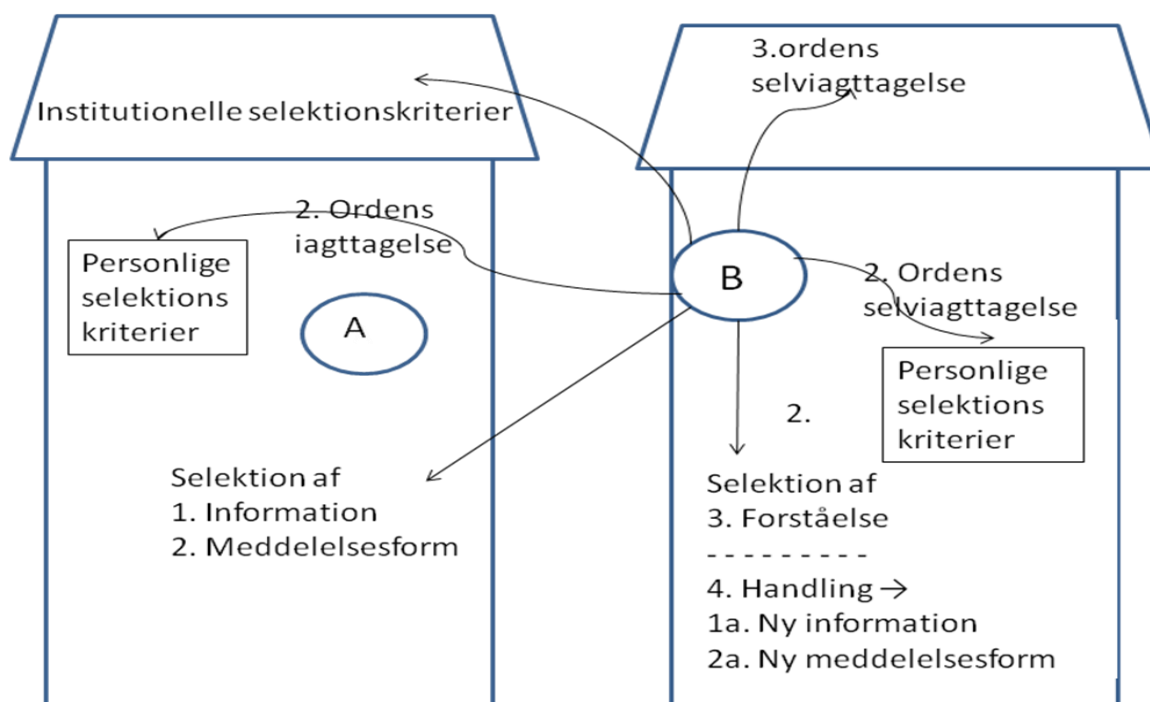 Institutionelle selektionskriterier
2. Ordens
iagttagelse
Personlige
selektions
kriterier
A
Selektion af
1. Information
2. Meddelelsesform
3.ordens
selviagttagelse
B
2. Ordens
selviagttagelse
Personlige
selektions
kriterier
2.
Selektion af
3. Forståelse
- - - - - - - - -
4. Handling →
1a. Ny information
2a. Ny meddelelsesform